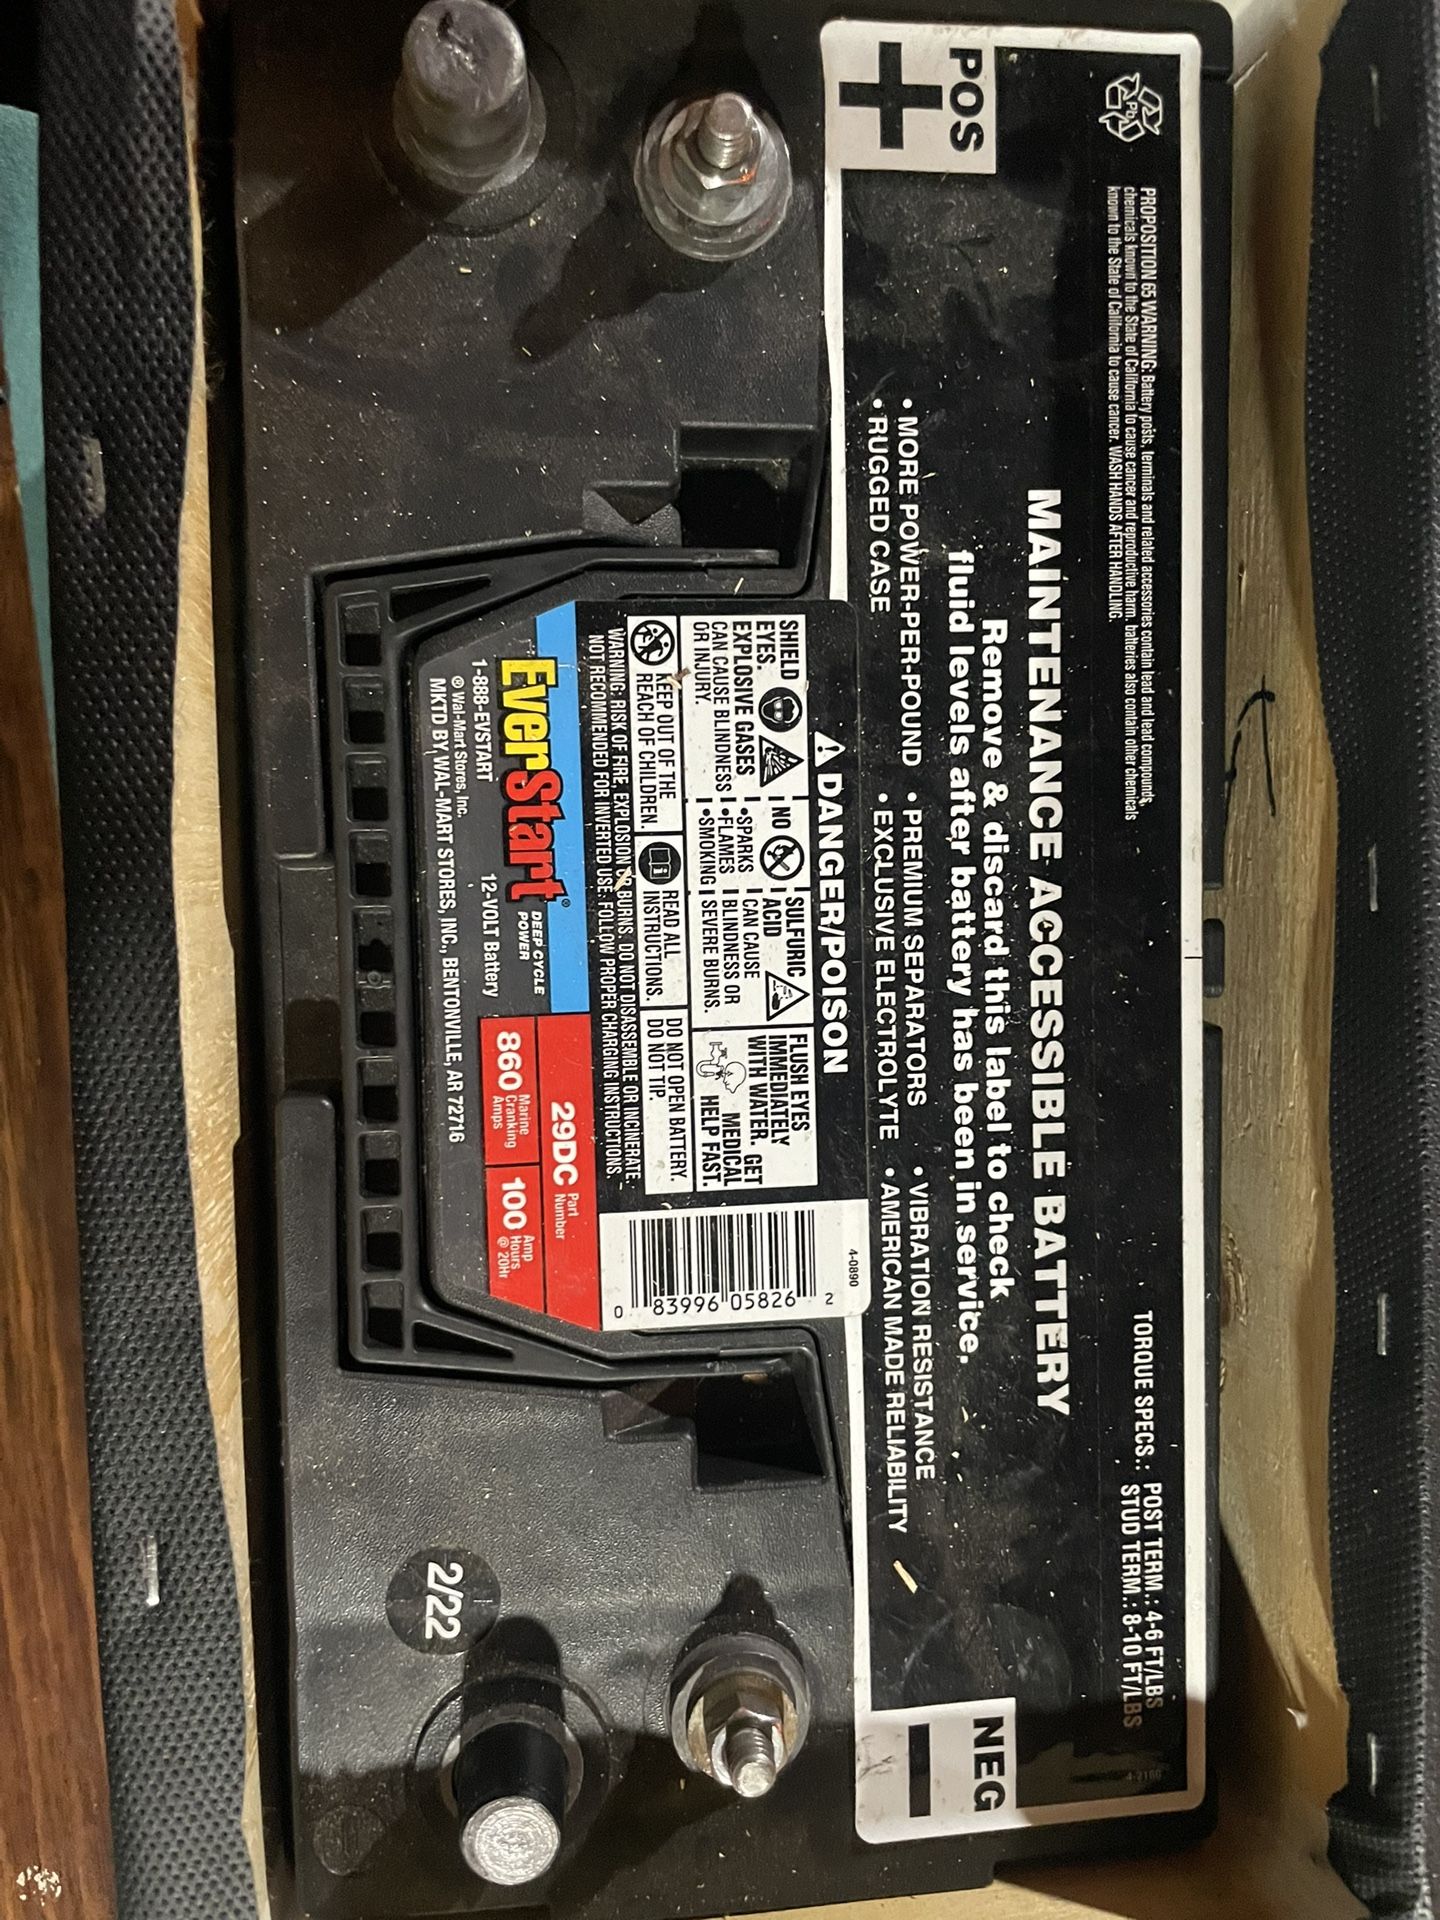 Pb
PROPOSITION 65 WARNING: Battery posts, terminals and related accessories contain lead and lead compounds,
chemicals known to the State of California to cause cancer and reproductive harm. batteries also contain other chemicals
known to the State of California to cause cancer. WASH HANDS AFTER HANDLING.
TORQUE SPECS.: POST TERM.: 4-6 FT/LBS
STUD TERM.: 8-10 FT/LBS
4-2180
POS
+
MAINTENANCE ACCESSIBLE BATTERY
Remove & discard this label to check
fluid levels after battery has been in service.
• MORE POWER-PER-POUND • PREMIUM SEPARATORS • VIBRATION RESISTANCE
• RUGGED CASE • EXCLUSIVE ELECTROLYTE • AMERICAN MADE RELIABILITY
NEG
−
DANGER/POISON
SHIELD
EYES.
EXPLOSIVE GASES
CAN CAUSE BLINDNESS
OR INJURY.
NO
•SPARKS
•FLAMES
•SMOKING
SULFURIC
ACID
CAN CAUSE
BLINDNESS OR
SEVERE BURNS.
FLUSH EYES
IMMEDIATELY
WITH WATER. GET
MEDICAL
HELP FAST.
KEEP OUT OF THE
REACH OF CHILDREN.
READ ALL
INSTRUCTIONS.
DO NOT OPEN BATTERY.
DO NOT TIP.
WARNING: RISK OF FIRE, EXPLOSION OR BURNS. DO NOT DISASSEMBLE OR INCINERATE.
NOT RECOMMENDED FOR INVERTED USE. FOLLOW PROPER CHARGING INSTRUCTIONS.
4-0890
0 83996 05826 2
EverStart®
DEEP CYCLE
POWER
29DC Part Number
860 Marine Cranking Amps
100 Amp Hours @ 20Hr
1-888-EVSTART 12-VOLT Battery
® Wal-Mart Stores, Inc.
MKTD BY WAL-MART STORES, INC., BENTONVILLE, AR 72716
2/22